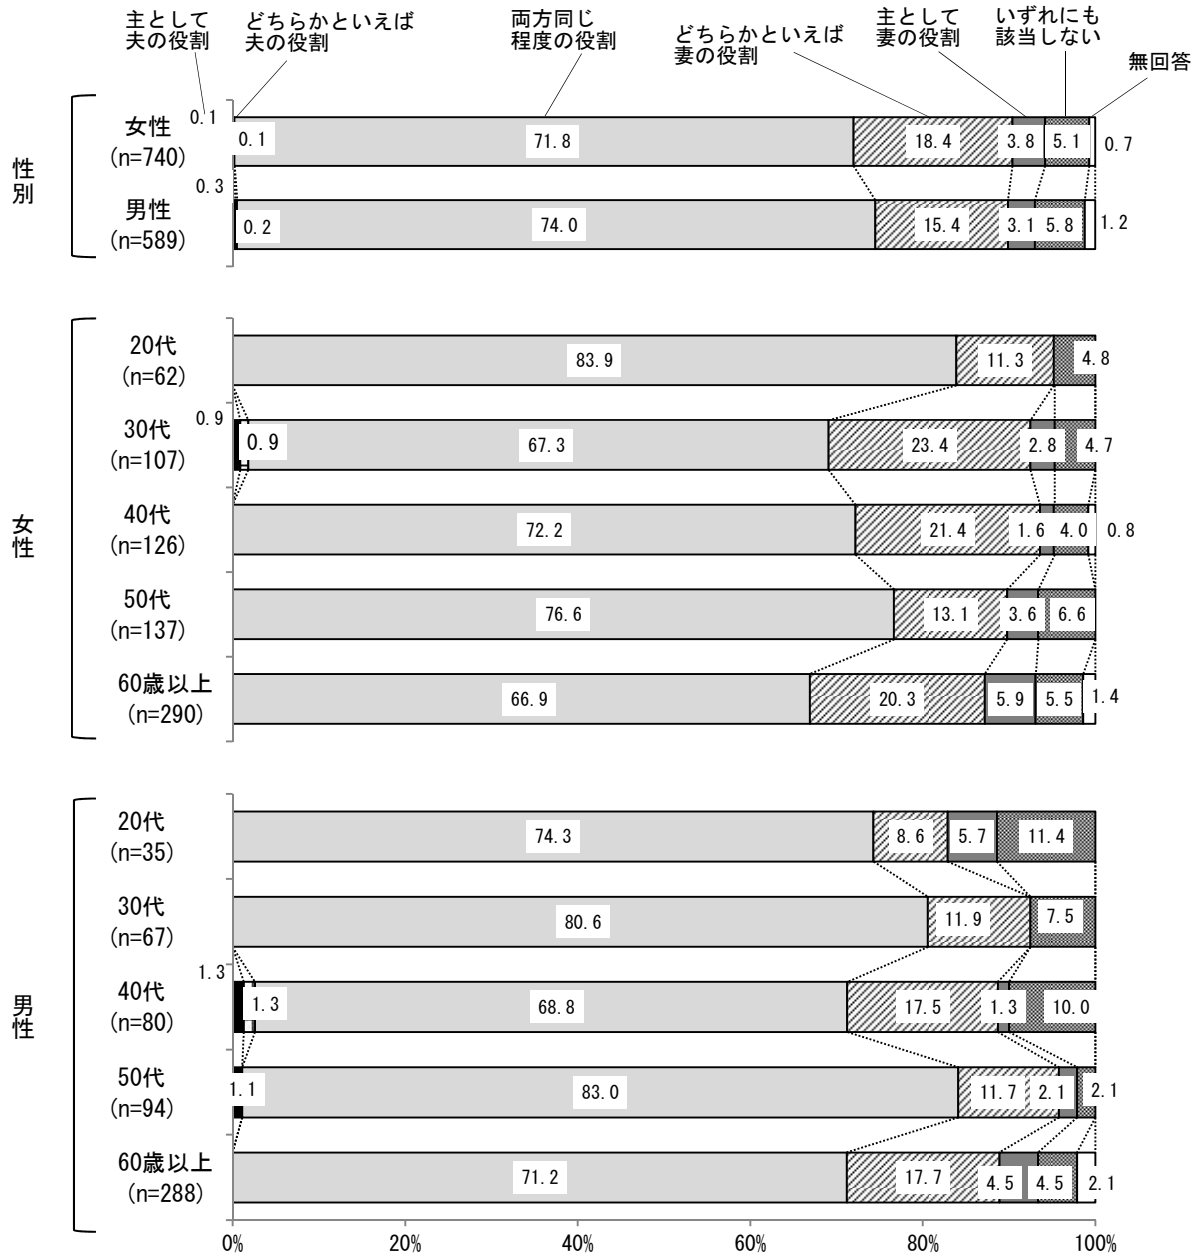 主として
夫の役割
どちらかといえば
夫の役割
両方同じ
程度の役割
どちらかといえば
妻の役割
主として
妻の役割
いずれにも
該当しない
無回答
性別
女性
(n=740)
0.1
0.1
71.8
18.4
3.8
5.1
0.7
男性
(n=589)
0.3
0.2
74.0
15.4
3.1
5.8
1.2
女性
20代
(n=62)
83.9
11.3
4.8
30代
(n=107)
0.9
0.9
67.3
23.4
2.8
4.7
40代
(n=126)
72.2
21.4
1.6
4.0
0.8
50代
(n=137)
76.6
13.1
3.6
6.6
60歳以上
(n=290)
66.9
20.3
5.9
5.5
1.4
男性
20代
(n=35)
74.3
8.6
5.7
11.4
30代
(n=67)
80.6
11.9
7.5
40代
(n=80)
1.3
1.3
68.8
17.5
1.3
10.0
50代
(n=94)
1.1
83.0
11.7
2.1
2.1
60歳以上
(n=288)
71.2
17.7
4.5
4.5
2.1
0%
20%
40%
60%
80%
100%